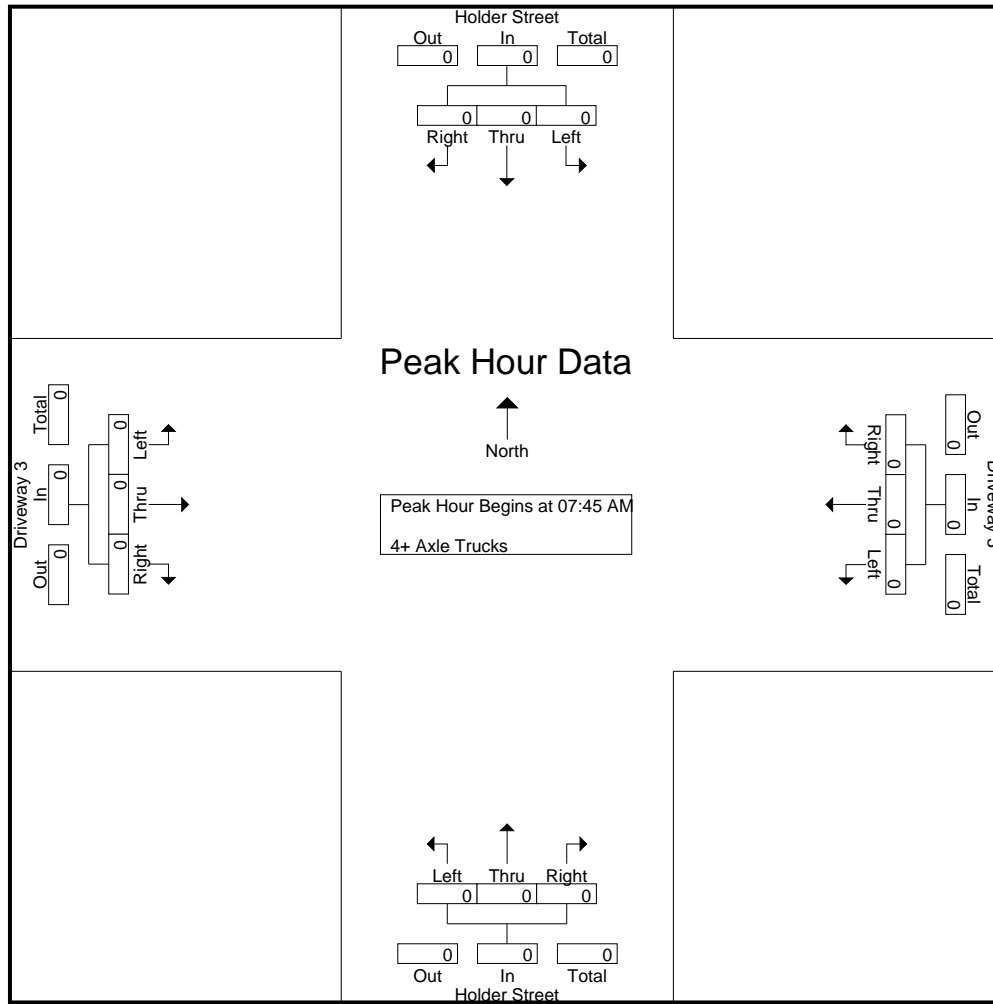 Holder Street
Out In Total
0 0 0
0 0 0
Right Thru Left
Peak Hour Data
North
Peak Hour Begins at 07:45 AM
4+ Axle Trucks
Driveway 3
Out In Total
0 0 0
Right Thru Left
0 0 0
Out In Total
0 0 0
Right Thru Left
0 0 0
Left Thru Right
0 0 0
0 0 0
Out In Total
Holder Street